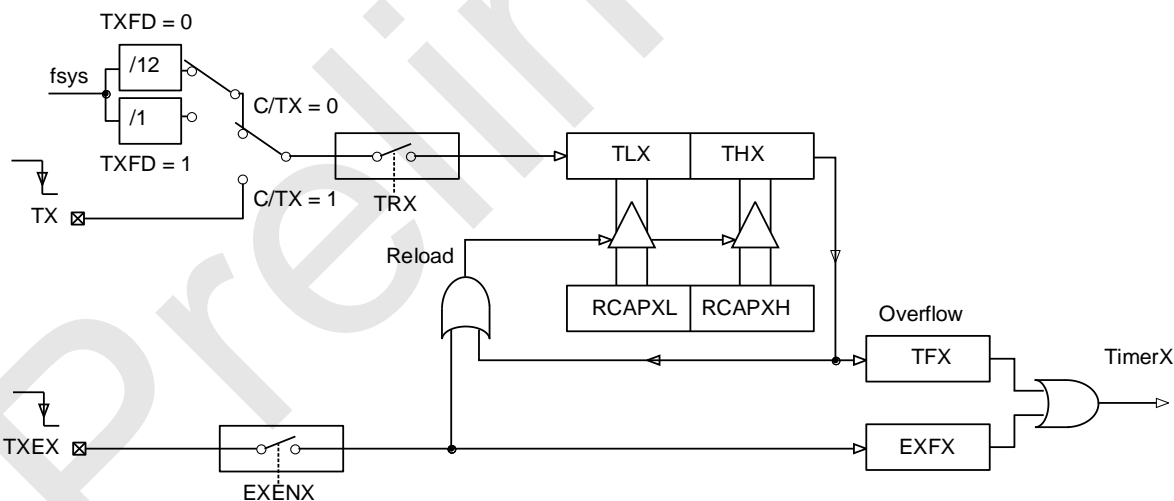 TXFD = 0
/12
fsys
C/TX = 0
/1
TXFD = 1
TLX
THX
C/TX = 1
TX
TRX
Reload
RCAPXL
RCAPXH
Overflow
TFX
TimerX
TXEX
EXFX
EXENX
Prelim